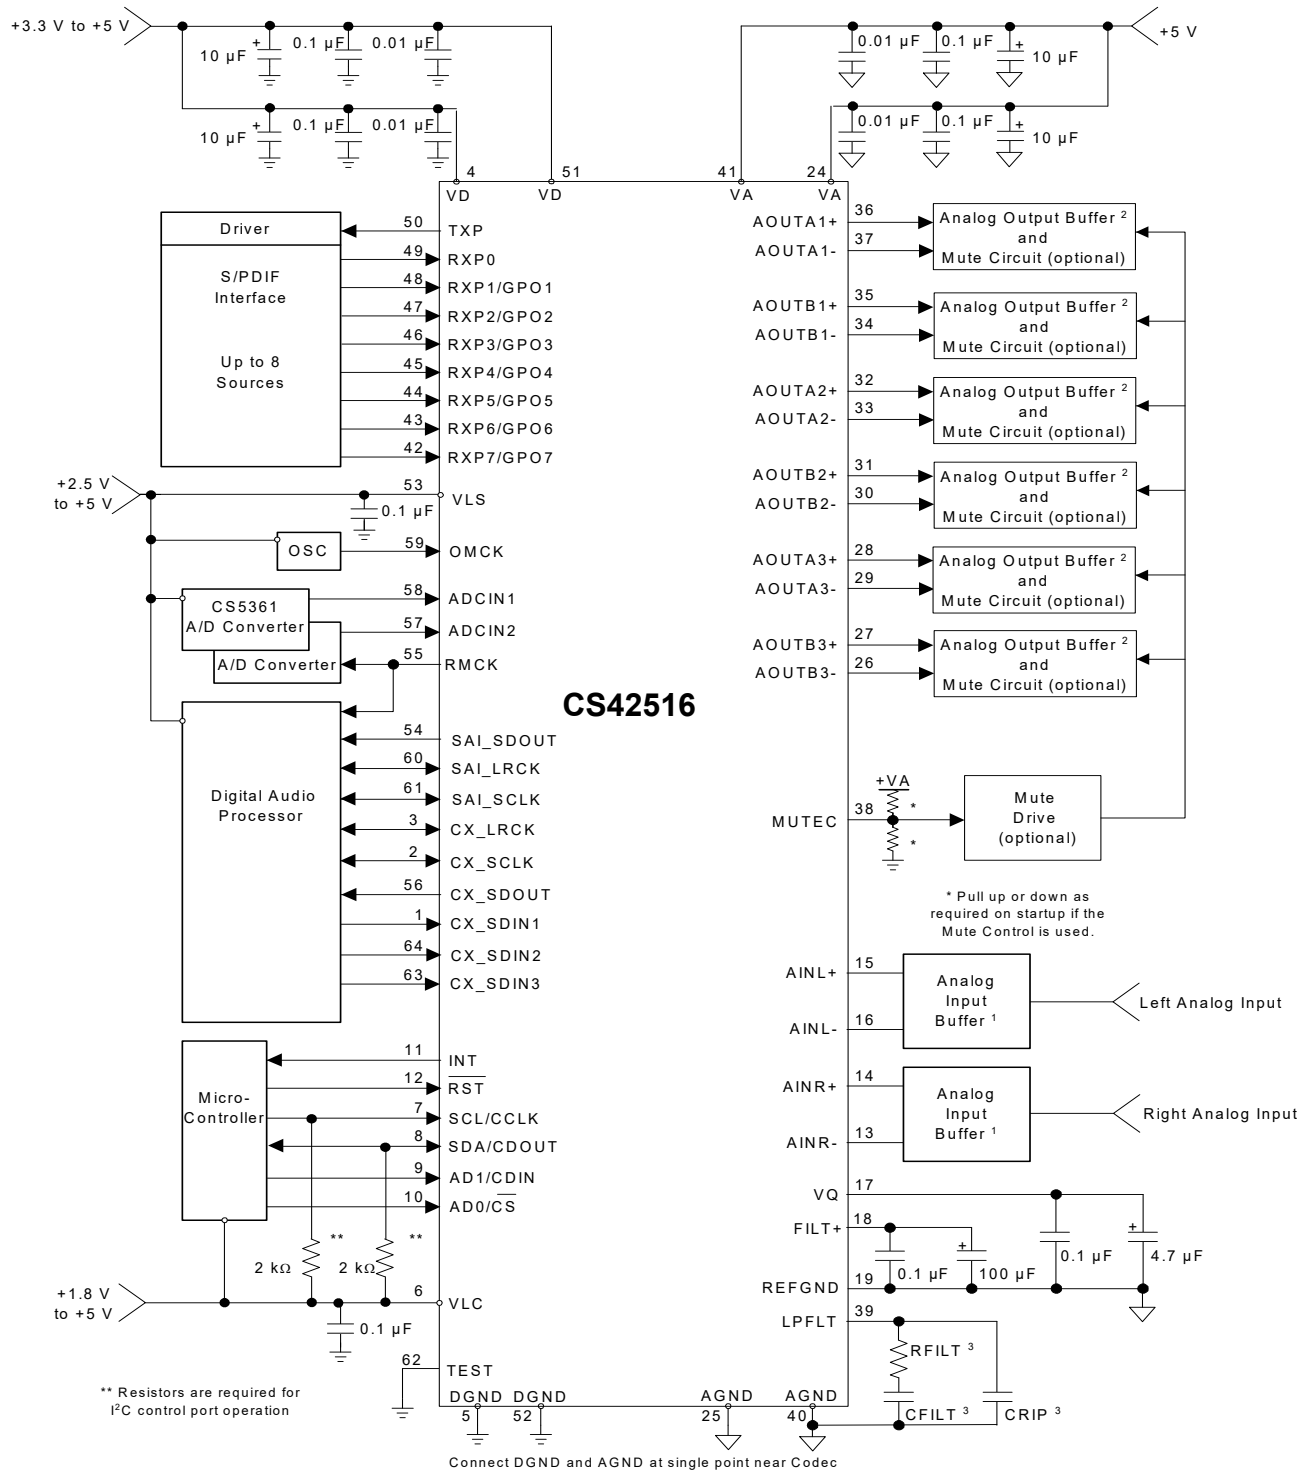 +3.3 V to +5 V
10 µF
+
0.1 µF
0.01 µF
10 µF
+
0.1 µF
0.01 µF
0.01 µF
0.1 µF
+
10 µF
+5 V
0.01 µF
0.1 µF
+
10 µF
4
51
41
24
VD
VD
VA
VA
Driver
S/PDIF
Interface
Up to 8
Sources
50
TXP
49
RXP0
48
RXP1/GPO1
47
RXP2/GPO2
46
RXP3/GPO3
45
RXP4/GPO4
44
RXP5/GPO5
43
RXP6/GPO6
42
RXP7/GPO7
+2.5 V
to +5 V
53
VLS
0.1 µF
OSC
59
OMCK
CS5361
A/D Converter
A/D Converter
58
ADCIN1
57
ADCIN2
55
RMCK
CS42516
Digital Audio
Processor
54
SAI_SDOUT
60
SAI_LRCK
61
SAI_SCLK
3
CX_LRCK
2
CX_SCLK
56
CX_SDOUT
1
CX_SDIN1
64
CX_SDIN2
63
CX_SDIN3
Micro-
Controller
11
INT
12
RST
7
SCL/CCLK
8
SDA/CDOUT
9
AD1/CDIN
10
AD0/CS
**
2 kΩ
**
2 kΩ
+1.8 V
to +5 V
6
VLC
0.1 µF
62
TEST
** Resistors are required for
I²C control port operation
DGND
DGND
AGND
AGND
5
52
25
40
Connect DGND and AGND at single point near Codec
AOUTA1+
36
AOUTA1-
37
Analog Output Buffer ²
and
Mute Circuit (optional)
AOUTB1+
35
AOUTB1-
34
Analog Output Buffer ²
and
Mute Circuit (optional)
AOUTA2+
32
AOUTA2-
33
Analog Output Buffer ²
and
Mute Circuit (optional)
AOUTB2+
31
AOUTB2-
30
Analog Output Buffer ²
and
Mute Circuit (optional)
AOUTA3+
28
AOUTA3-
29
Analog Output Buffer ²
and
Mute Circuit (optional)
AOUTB3+
27
AOUTB3-
26
Analog Output Buffer ²
and
Mute Circuit (optional)
MUTEC
38
+VA
*
*
Mute
Drive
(optional)
* Pull up or down as
required on startup if the
Mute Control is used.
AINL+
15
AINL-
16
Analog
Input
Buffer ¹
Left Analog Input
AINR+
14
AINR-
13
Analog
Input
Buffer ¹
Right Analog Input
VQ
17
FILT+
18
0.1 µF
+
100 µF
0.1 µF
+
4.7 µF
REFGND
19
LPFLT
39
RFILT ³
CFILT ³
CRIP ³